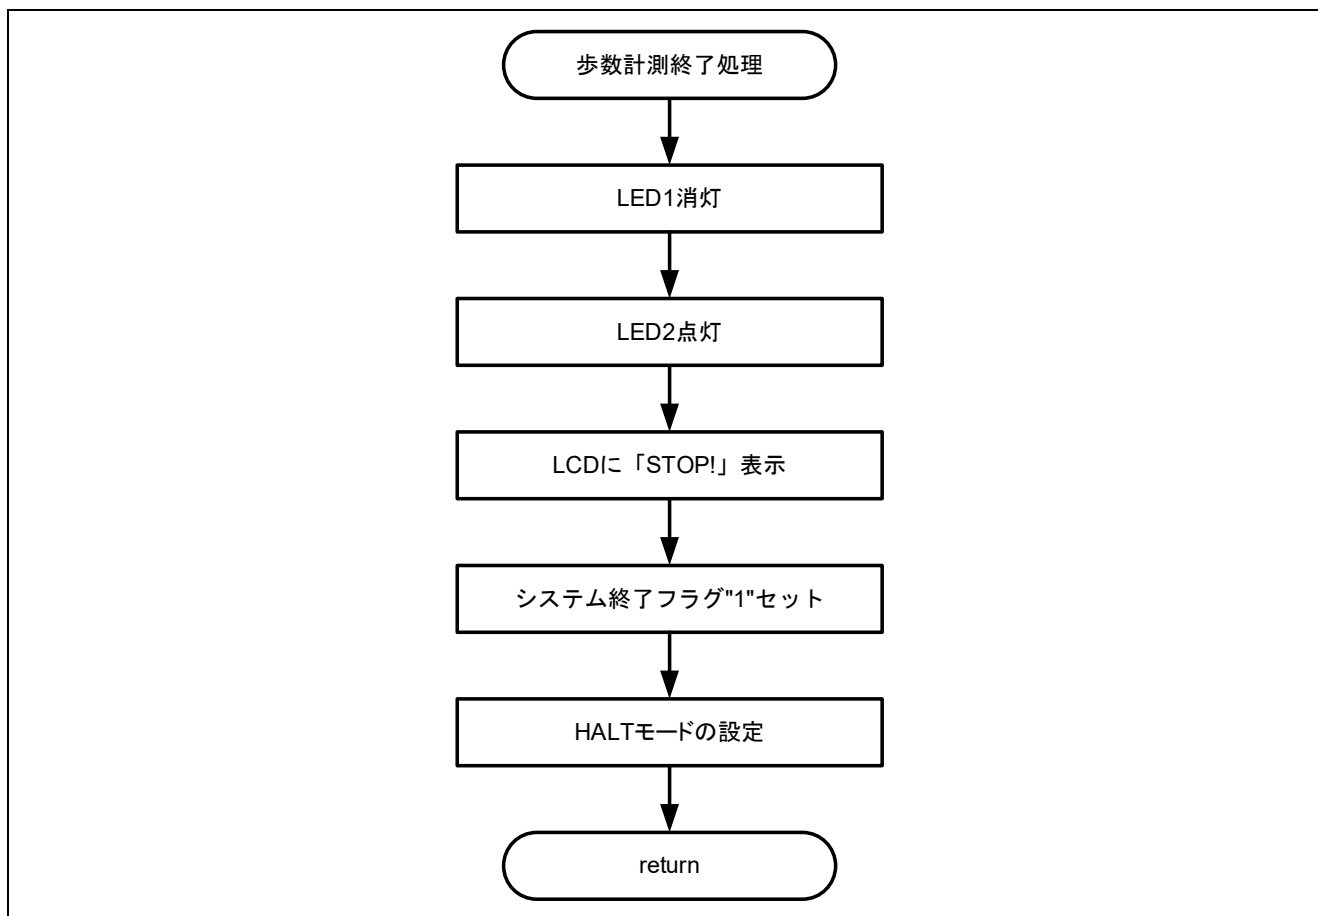 歩数計測終了処理
LED1消灯
LED2点灯
LCDに「STOP!」表示
システム終了フラグ"1"セット
HALTモードの設定
return